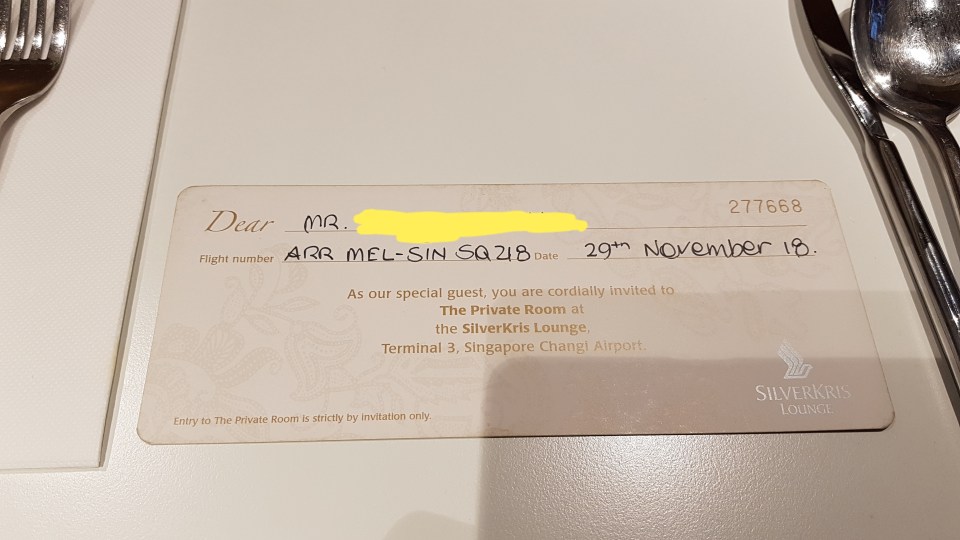 277668
Dear MR.
Flight number ARR MEL-SIN SQ218 Date 29th November 18.
As our special guest, you are cordially invited to
The Private Room at
the SilverKris Lounge,
Terminal 3, Singapore Changi Airport.
SILVERKRIS
LOUNGE
Entry to The Private Room is strictly by invitation only.